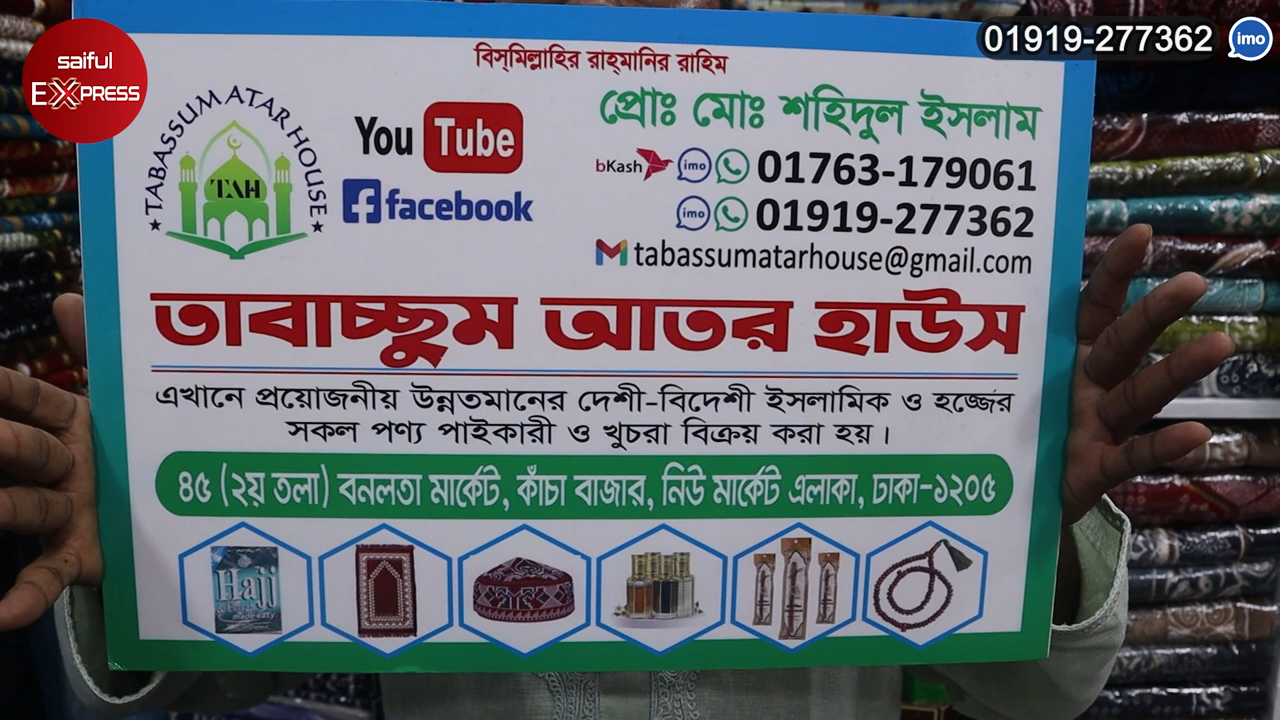 saiful
EXPRESS
01919-277362
imo
বিস্‌মিল্লাহির রাহ্‌মানির রাহিম
TABASSUM ATAR HOUSE
TAH
You Tube
facebook
প্রোঃ মোঃ শহিদুল ইসলাম
bKash imo 01763-179061
imo 01919-277362
tabassumatarhouse@gmail.com
তাবাচ্ছুম আতর হাউস
এখানে প্রয়োজনীয় উন্নতমানের দেশী-বিদেশী ইসলামিক ও হজ্জের
সকল পণ্য পাইকারী ও খুচরা বিক্রয় করা হয়।
৪৫ (২য় তলা) বনলতা মার্কেট, কাঁচা বাজার, নিউ মার্কেট এলাকা, ঢাকা-১২০৫
Hajj